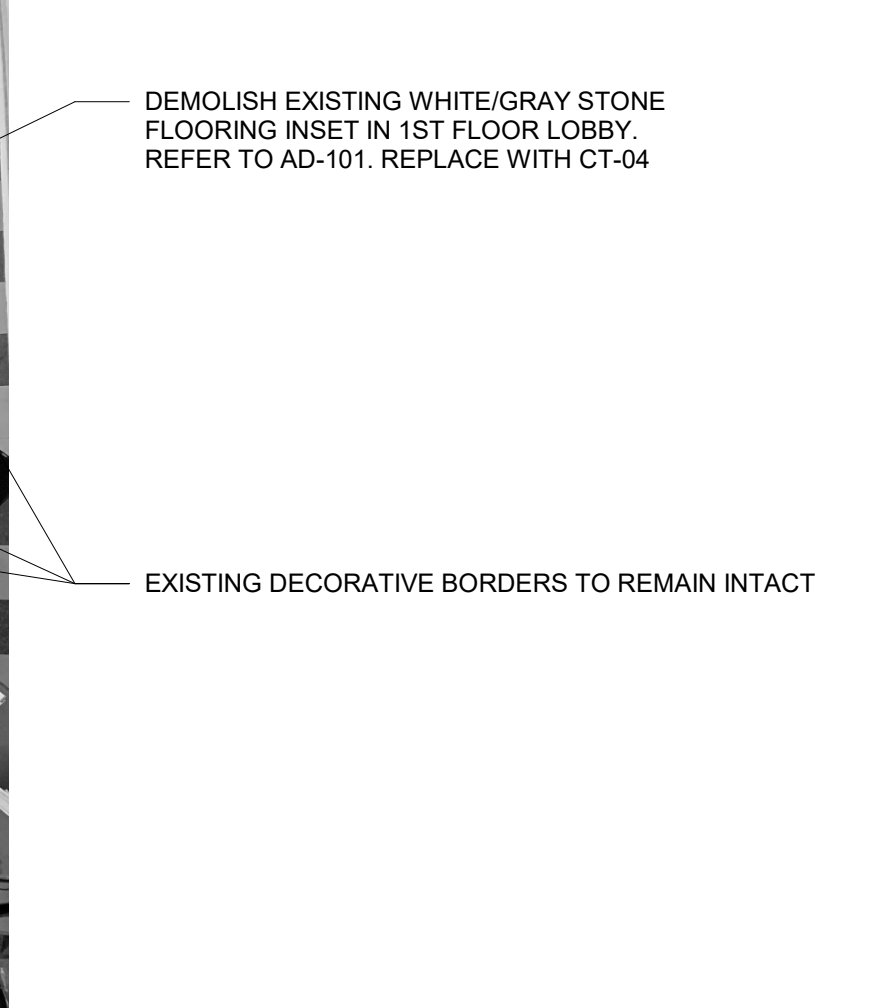 DEMOLISH EXISTING WHITE/GRAY STONE
FLOORING INSET IN 1ST FLOOR LOBBY.
REFER TO AD-101. REPLACE WITH CT-04
EXISTING DECORATIVE BORDERS TO REMAIN INTACT